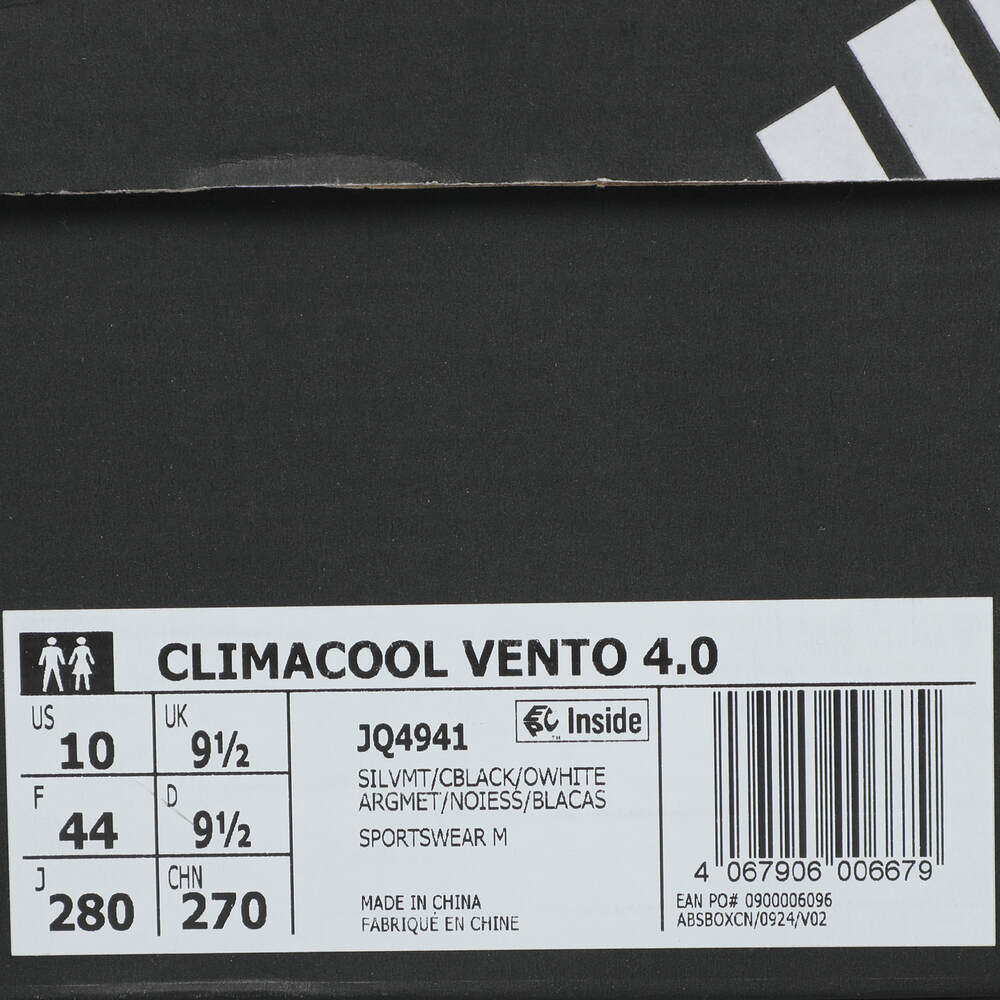 CLIMACOOL VENTO 4.0
US
10
UK
9½
F
44
D
9½
J
280
CHN
270
JQ4941
EPC Inside
™
SILVMT/CBLACK/OWHITE
ARGMET/NOIESS/BLACAS
SPORTSWEAR M
MADE IN CHINA
FABRIQUÉ EN CHINE
4 067906 006679
EAN PO# 0900006096
ABSBOXCN/0924/V02